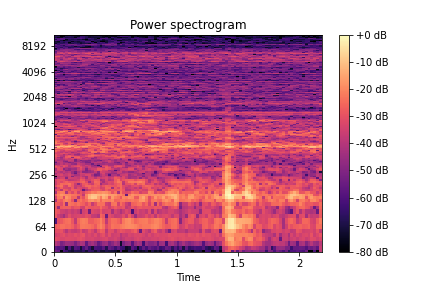 Power spectrogram
Hz
8192
4096
2048
1024
512
256
128
64
0
0
0.5
1
1.5
2
Time
+0 dB
-10 dB
-20 dB
-30 dB
-40 dB
-50 dB
-60 dB
-70 dB
-80 dB